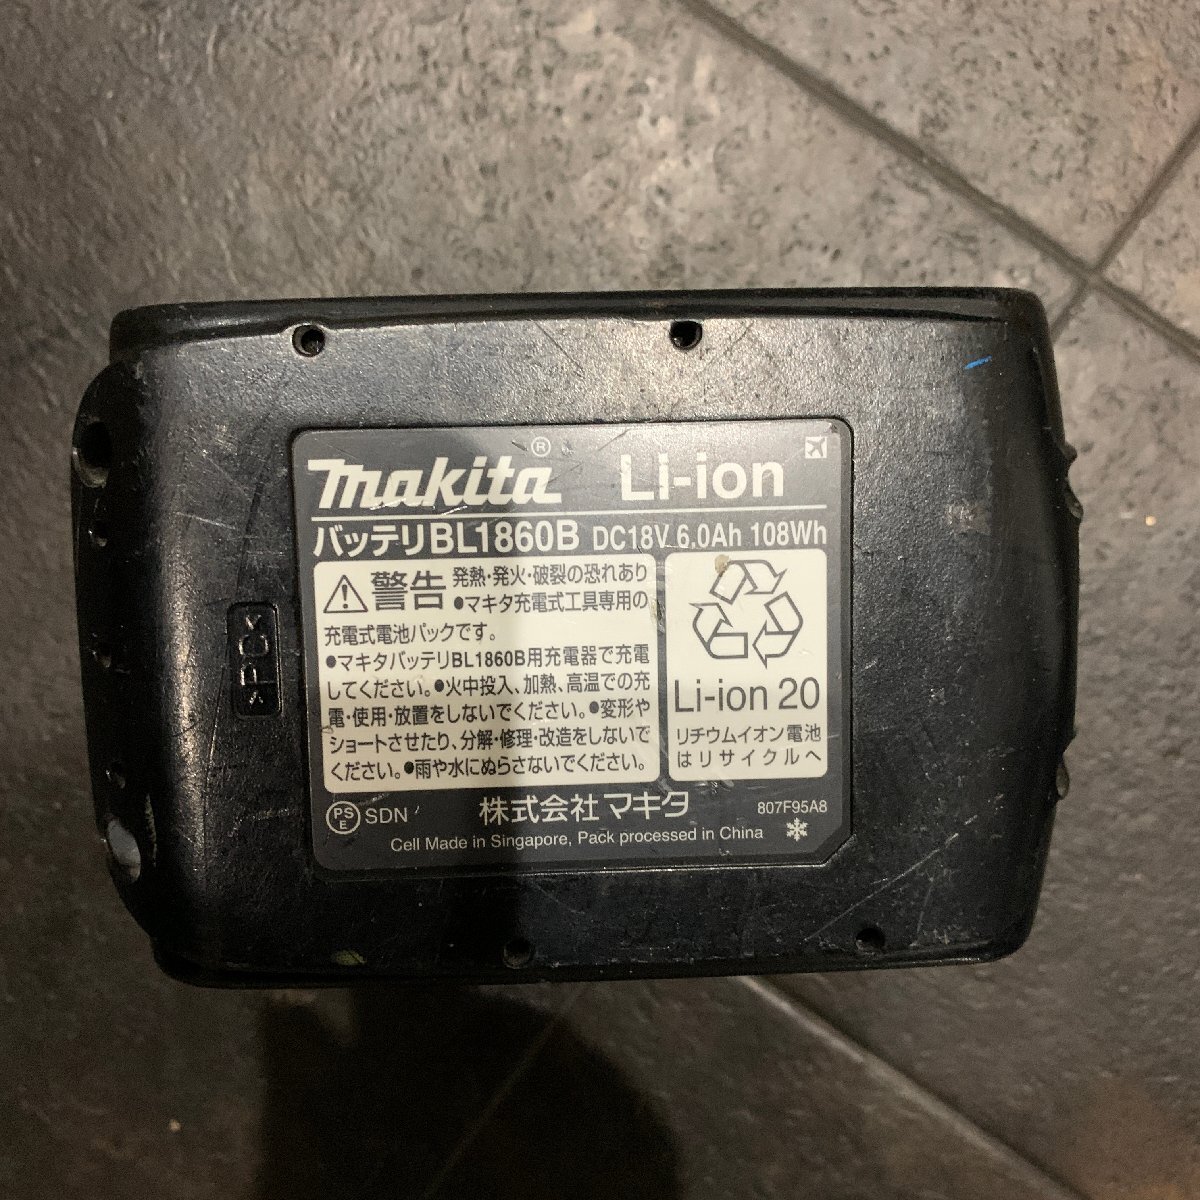 makita® Li-ion
バッテリBL1860B DC18V 6.0Ah 108Wh
警告 発熱・発火・破裂の恐れあり
●マキタ充電式工具専用の
充電式電池パックです。
●マキタバッテリBL1860B用充電器で充電
してください。●火中投入、加熱、高温での充
電・使用・放置をしないでください。●変形や
ショートさせたり、分解・修理・改造をしないで
ください。●雨や水にぬらさないでください。
Li-ion 20
リチウムイオン電池
はリサイクルへ
PSE SDN 株式会社マキタ 807F95A8
Cell Made in Singapore, Pack processed in China
>PC<